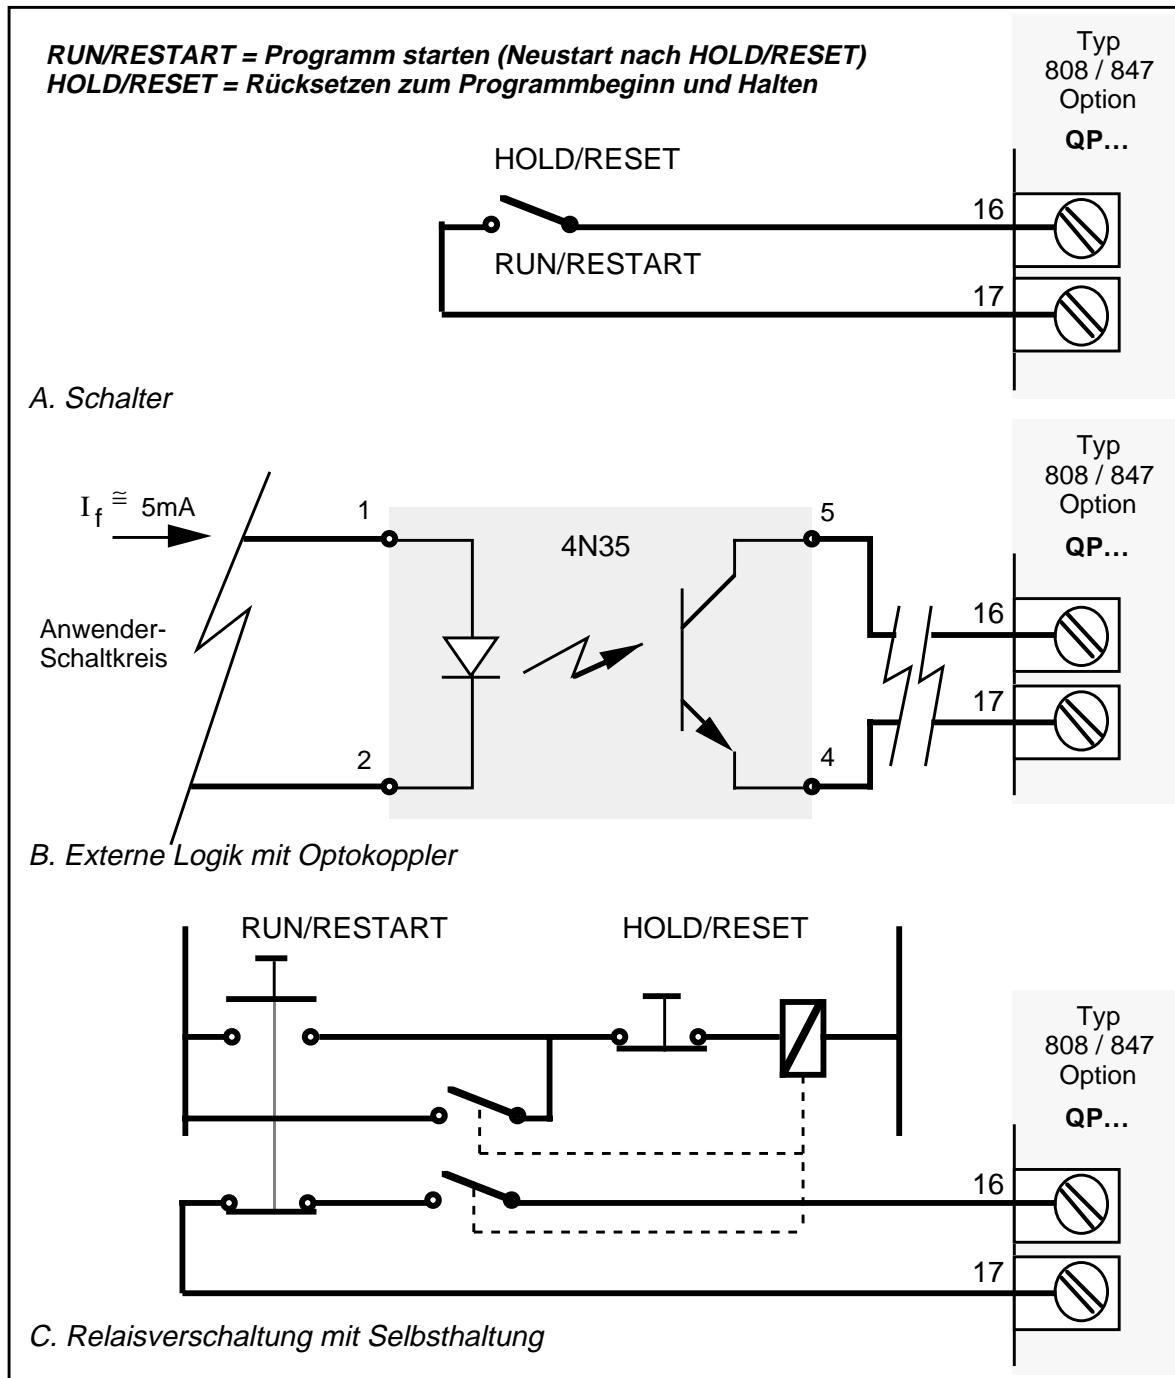 RUN/RESTART = Programm starten (Neustart nach HOLD/RESET)
HOLD/RESET = Rücksetzen zum Programmbeginn und Halten
Typ
808 / 847
Option
QP...
HOLD/RESET
16
RUN/RESTART
17
A. Schalter
Typ
808 / 847
Option
QP...
If ≅ 5mA
1
4N35
5
Anwender-
Schaltkreis
16
17
2
4
B. Externe Logik mit Optokoppler
RUN/RESTART
HOLD/RESET
Typ
808 / 847
Option
QP...
16
17
C. Relaisverschaltung mit Selbsthaltung